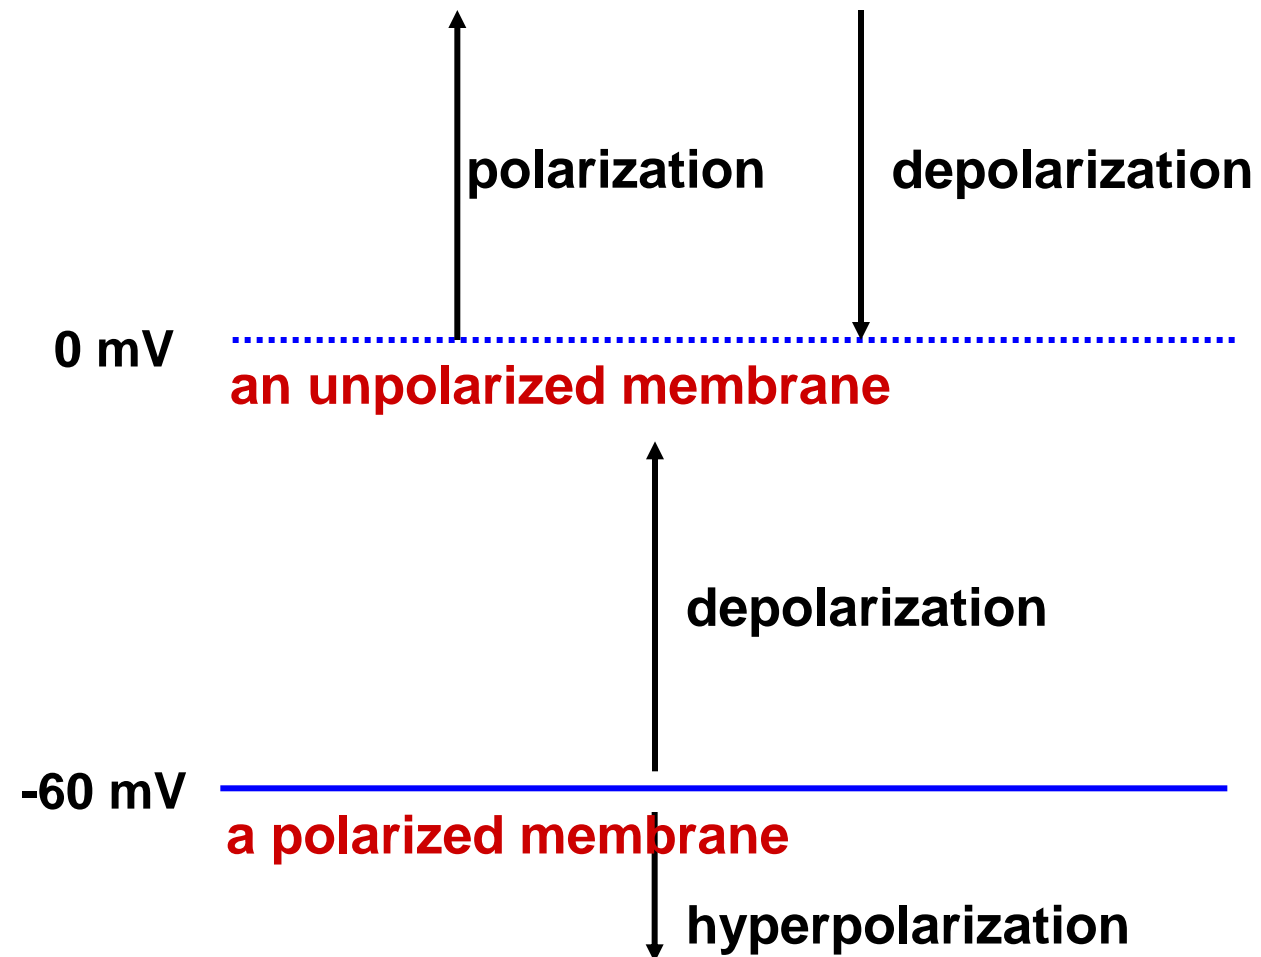 polarization
depolarization
0 mV
an unpolarized membrane
depolarization
-60 mV
a polarized membrane
hyperpolarization